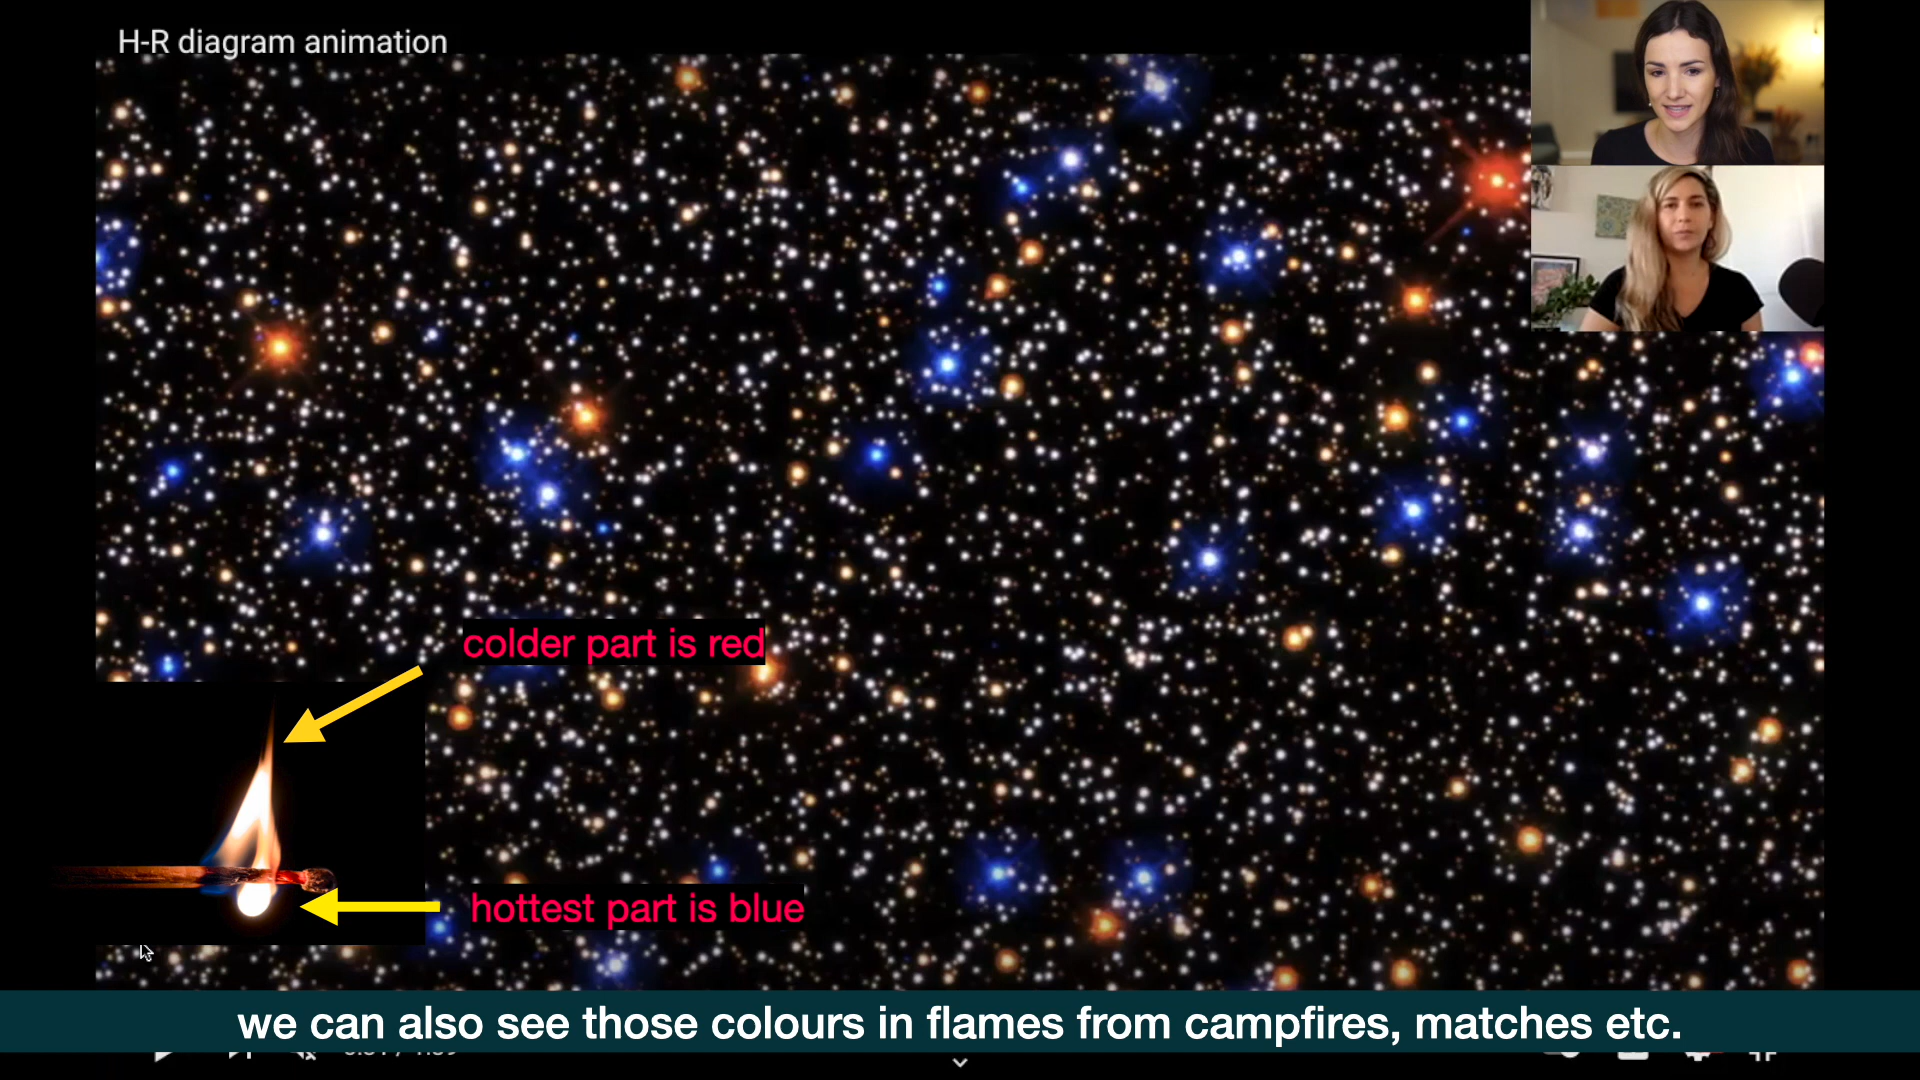 H-R diagram animation
colder part is red
hottest part is blue
we can also see those colours in flames from campfires, matches etc.